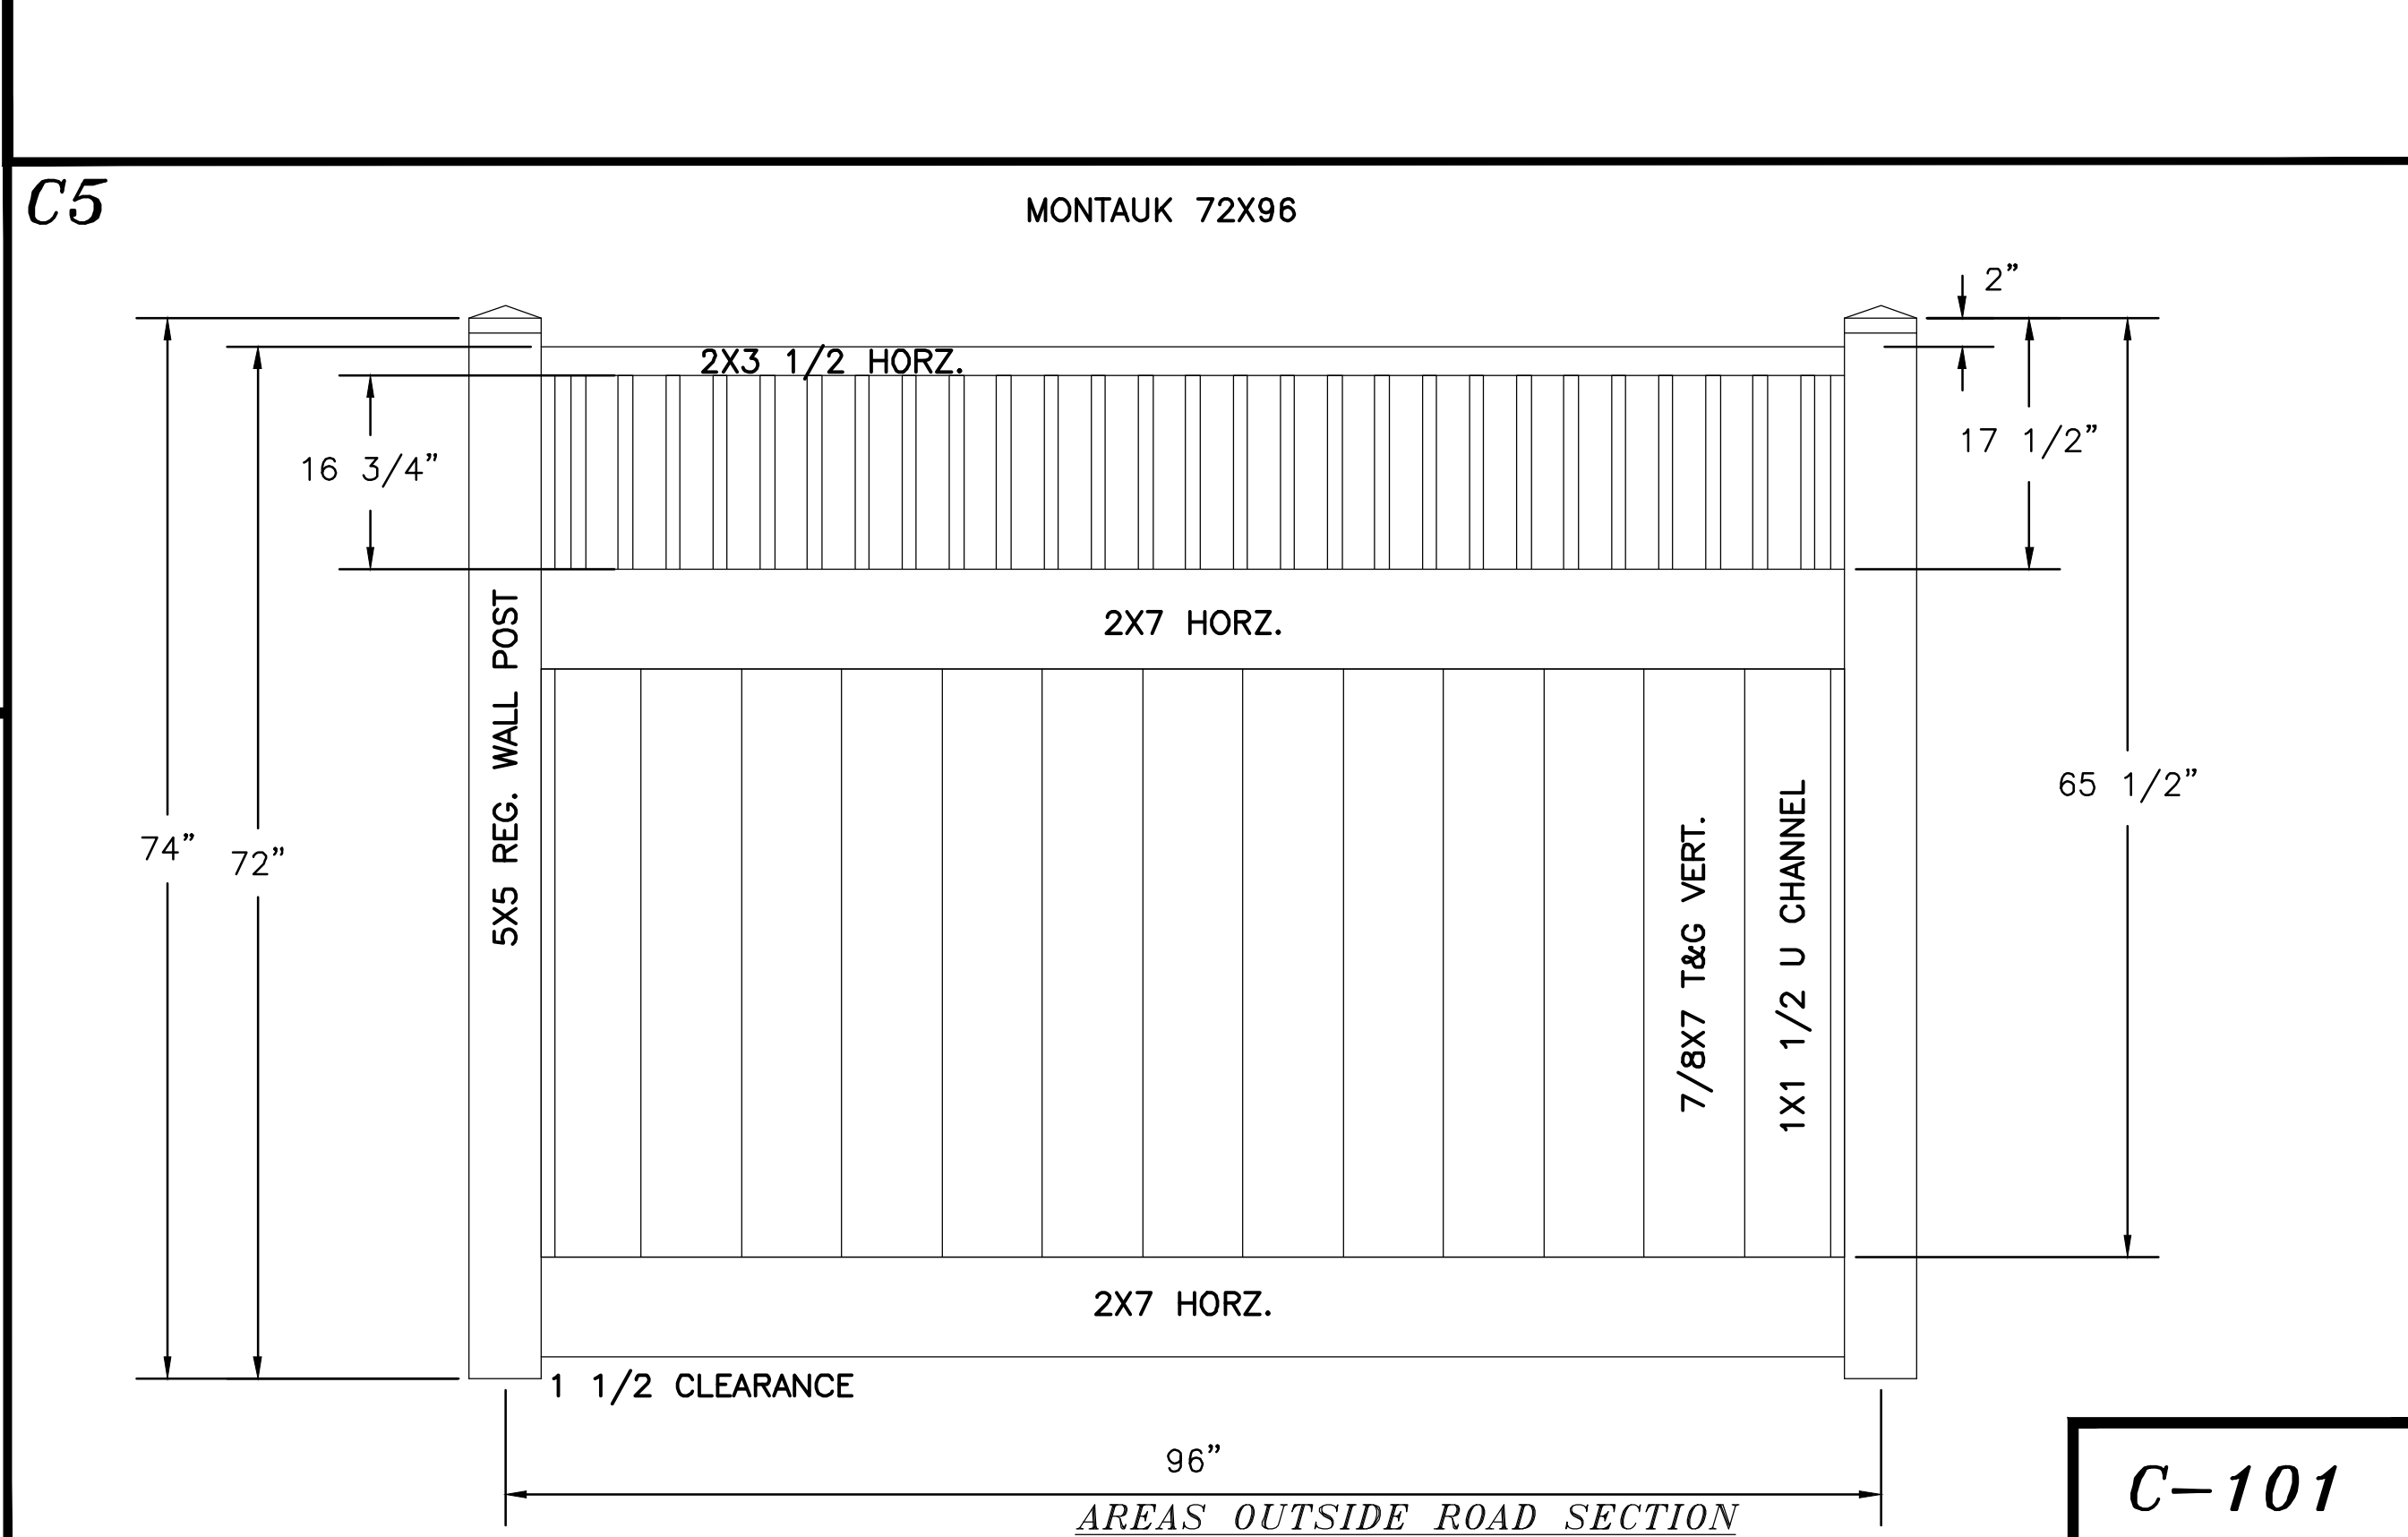 C5
MONTAUK 72X96
2”
2X3 1/2 HORZ.
17 1/2”
16 3/4”
2X7 HORZ.
5X5 REG. WALL POST
65 1/2”
74”
72”
7/8X7 T&G VERT.
1X1 1/2 U CHANNEL
2X7 HORZ.
1 1/2 CLEARANCE
96”
C-101
AREAS OUTSIDE ROAD SECTION